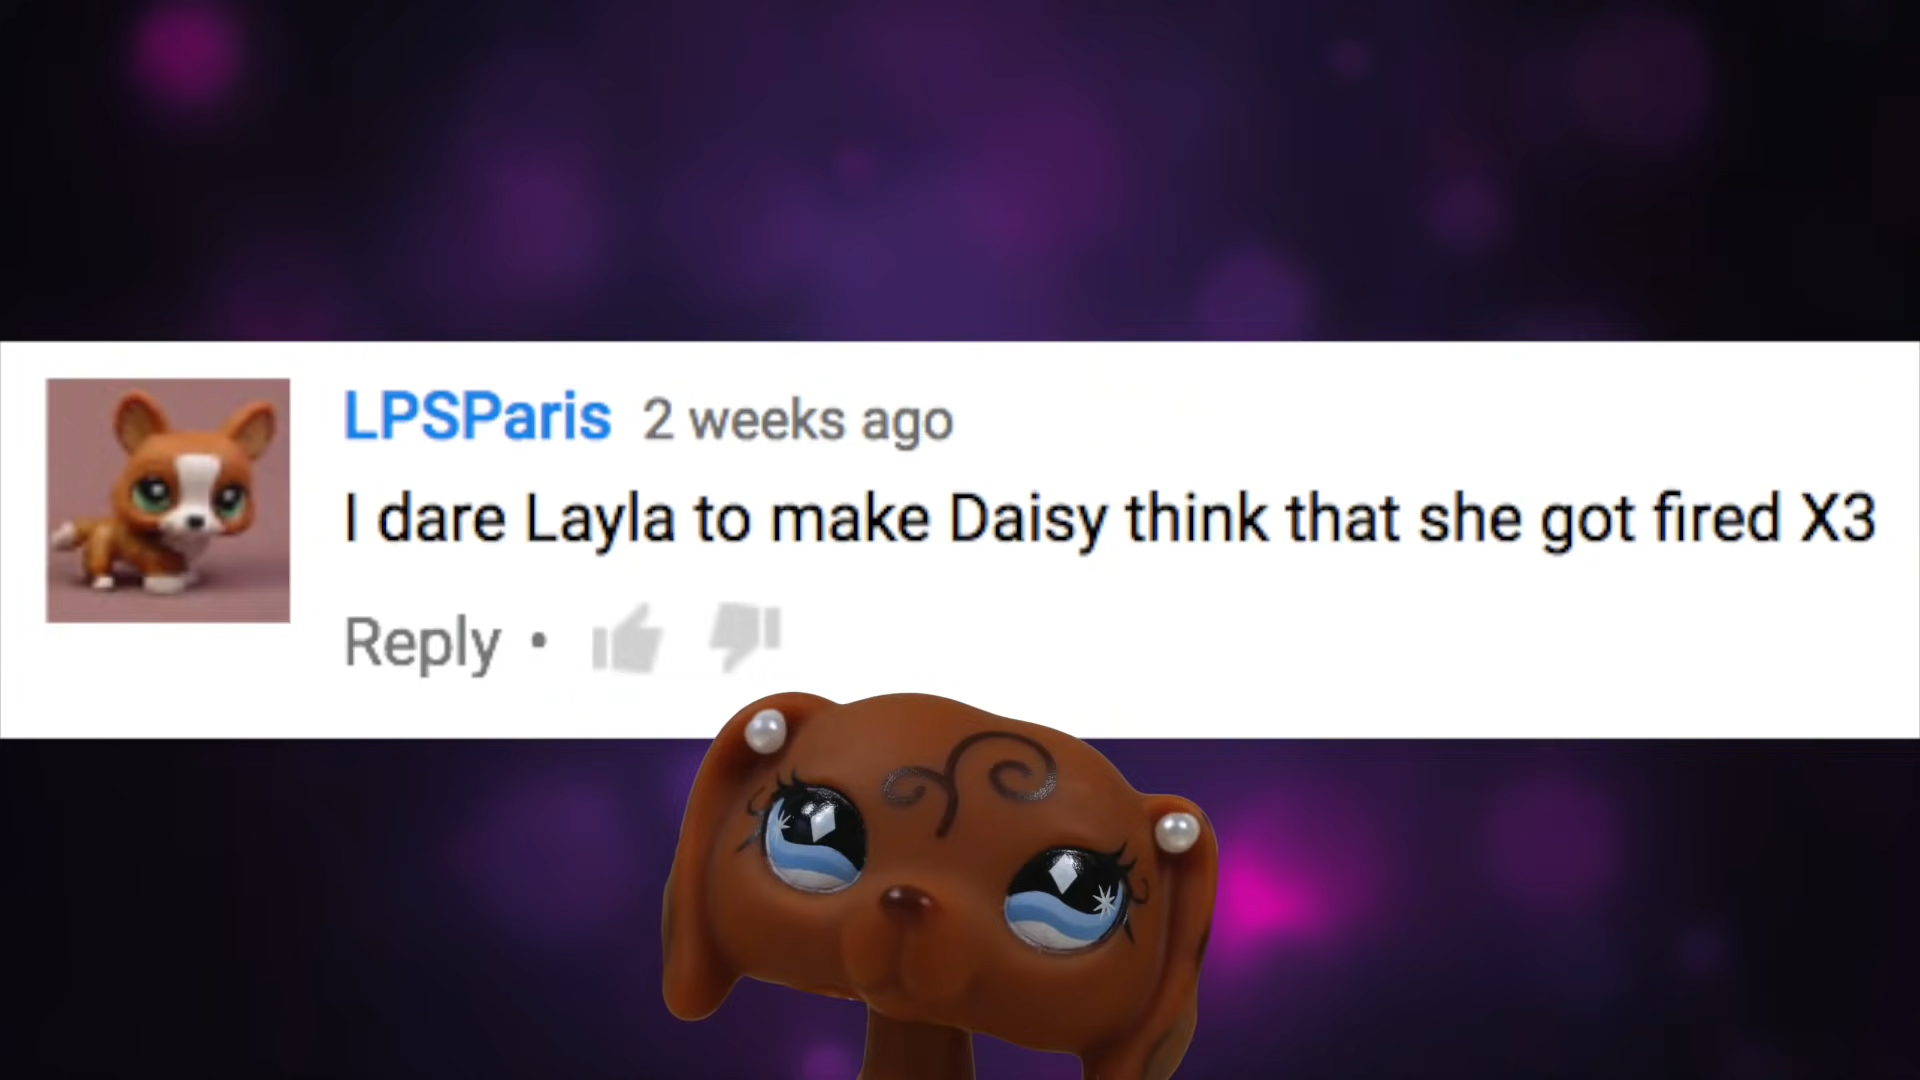 LPSParis 2 weeks ago
I dare Layla to make Daisy think that she got fired X3
Reply •